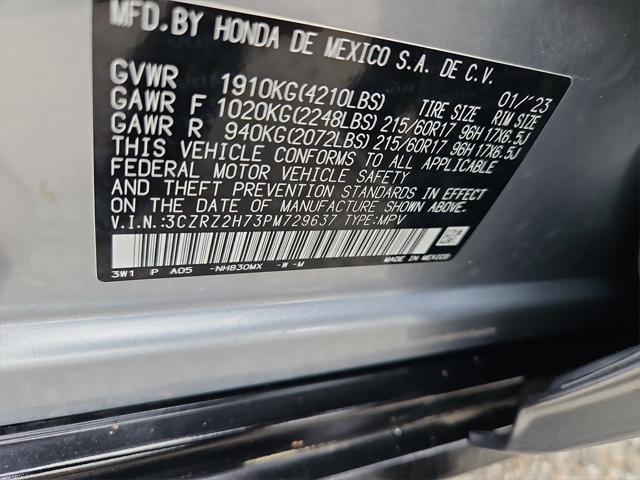 MFD. BY HONDA DE MEXICO S.A. DE C.V.
01/'23
GVWR 1910KG(4210LBS) TIRE SIZE RIM SIZE
GAWR F 1020KG(2248LBS) 215/60R17 96H 17X6.5J
GAWR R 940KG(2072LBS) 215/60R17 96H 17X6.5J
THIS VEHICLE CONFORMS TO ALL APPLICABLE
FEDERAL MOTOR VEHICLE SAFETY
AND THEFT PREVENTION STANDARDS IN EFFECT
ON THE DATE OF MANUFACTURE SHOWN ABOVE.
V.I.N.:3CZRZ2H73PM729637 TYPE:MPV
3W1 P A05 -NH830MX -W -M MADE IN MEXICO